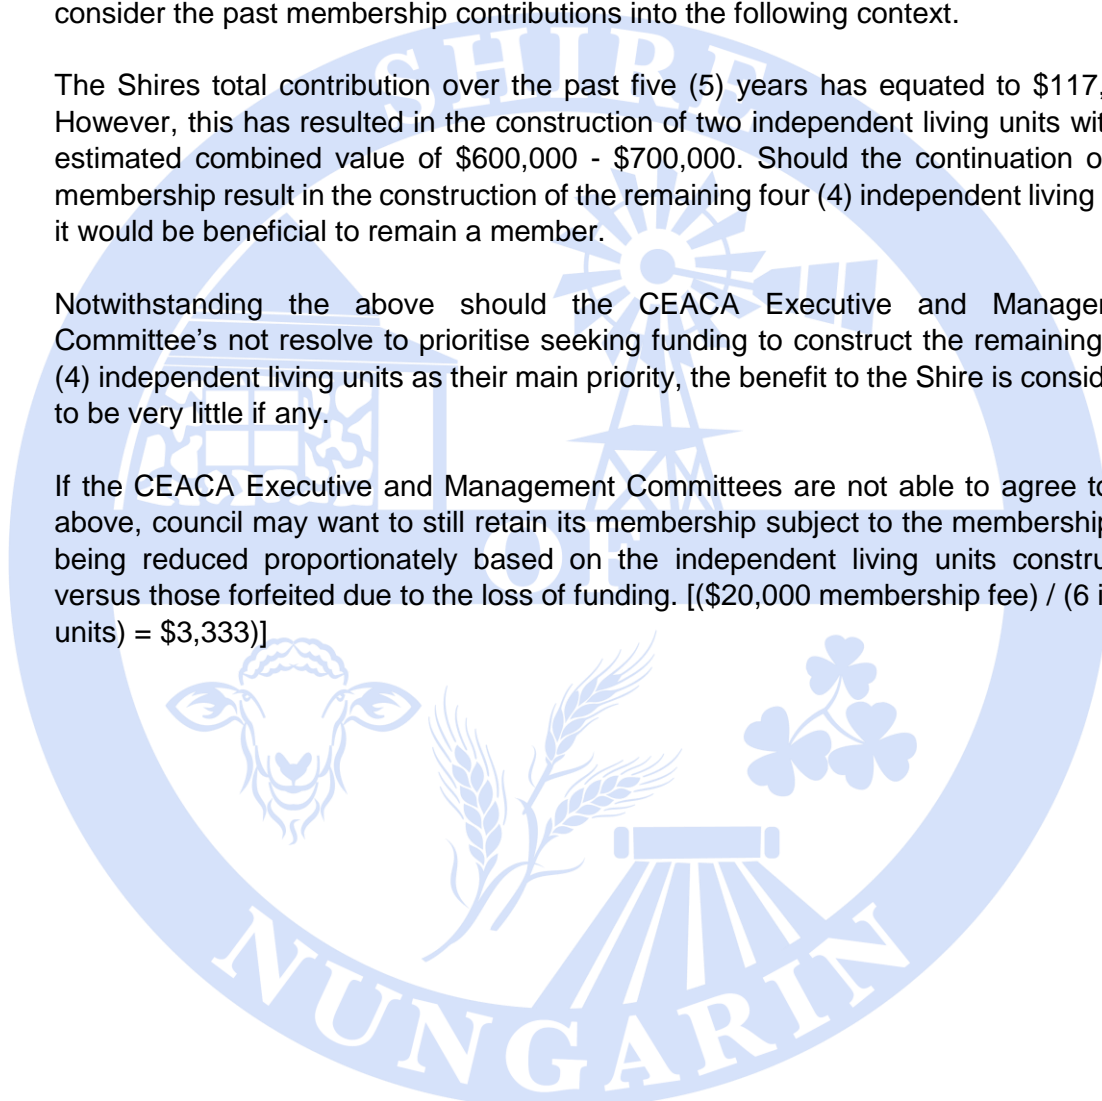 consider the past membership contributions into the following context.
The Shires total contribution over the past five (5) years has equated to $117,
However, this has resulted in the construction of two independent living units
estimated combined value of $600,000 - $700,000. Should the continuation
membership result in the construction of the remaining four (4) independent living
it would be beneficial to remain a member.
Notwithstanding the above should the CEACA Executive and
Committee's not resolve to prioritise seeking funding to construct the remaining
(4) independent living units as their main priority, the benefit to the Shire is
to be very little if any.
If the CEACA Executive and Management Committees are not able to agree
above, council may want to still retain its membership subject to the
being reduced proportionately based on the independent living units
versus those forfeited due to the loss of funding. [($20,000 membership fee) / (6
units) = $3,333)]
SHIRE
OF
NUNGARIN